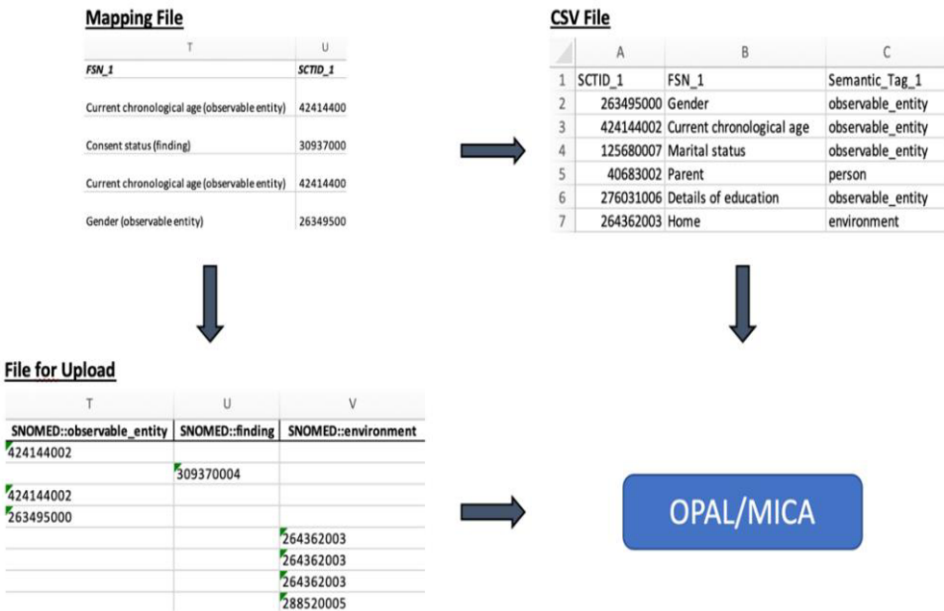 Mapping File
T U
FSN_1 SCTID_1
Current chronological age (observable entity) 42414400
Consent status (finding) 30937000
Current chronological age (observable entity) 42414400
Gender (observable entity) 26349500
CSV File
A B C
1 SCTID_1 FSN_1 Semantic_Tag_1
2 263495000 Gender observable_entity
3 424144002 Current chronological age observable_entity
4 125680007 Marital status observable_entity
5 40683002 Parent person
6 276031006 Details of education observable_entity
7 264362003 Home environment
File for Upload
T U V
SNOMED::observable_entity SNOMED::finding SNOMED::environment
424144002
309370004
424144002
263495000
264362003
264362003
264362003
288520005
OPAL/MICA